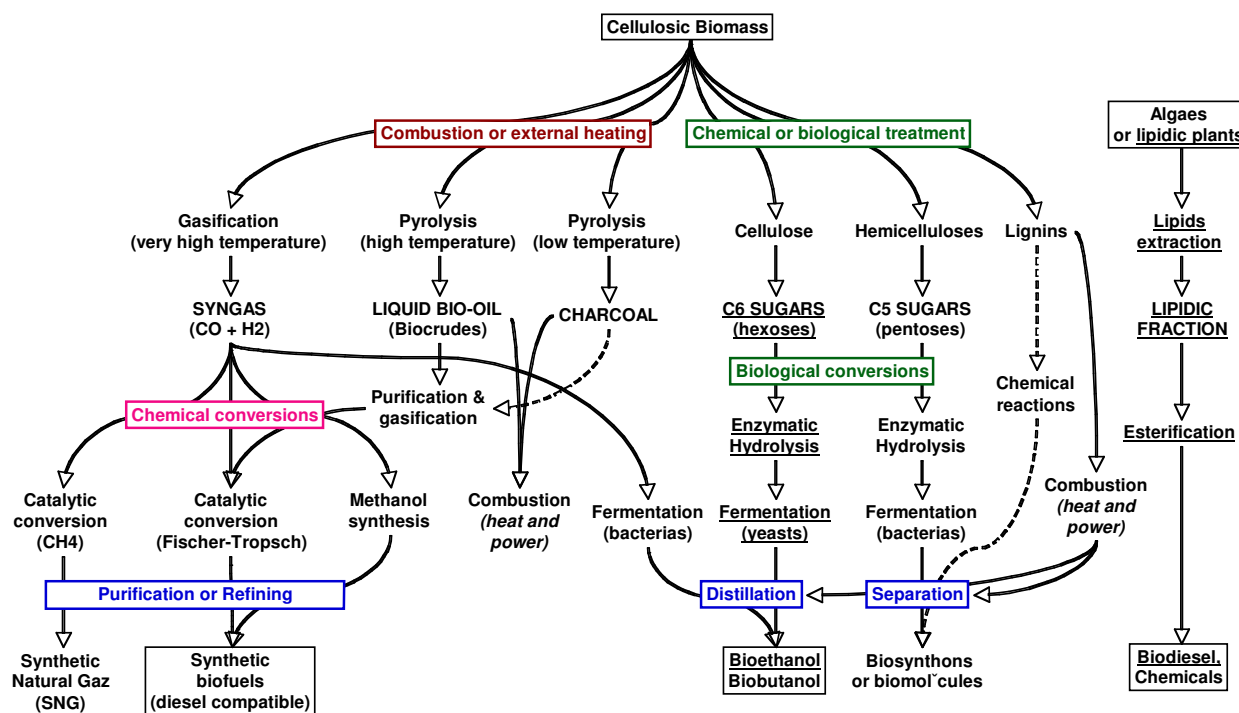 Cellulosic Biomass
Combustion or external heating
Chemical or biological treatment
Algaes
or lipidic plants
Gasification
(very high temperature)
Pyrolysis
(high temperature)
Pyrolysis
(low temperature)
Cellulose
Hemicelluloses
Lignins
Lipids
extraction
SYNGAS
(CO + H2)
LIQUID BIO-OIL
(Biocrudes)
CHARCOAL
C6 SUGARS
(hexoses)
C5 SUGARS
(pentoses)
LIPIDIC
FRACTION
Biological conversions
Chemical conversions
Purification &
gasification
Chemical
reactions
Enzymatic
Hydrolysis
Enzymatic
Hydrolysis
Esterification
Catalytic
conversion
(CH4)
Catalytic
conversion
(Fischer-Tropsch)
Methanol
synthesis
Combustion
(heat and
power)
Fermentation
(bacterias)
Fermentation
(yeasts)
Fermentation
(bacterias)
Combustion
(heat and
power)
Purification or Refining
Distillation
Separation
Synthetic
Natural Gaz
(SNG)
Synthetic
biofuels
(diesel compatible)
Bioethanol
Biobutanol
Biosynthons
or biomolˇcules
Biodiesel,
Chemicals